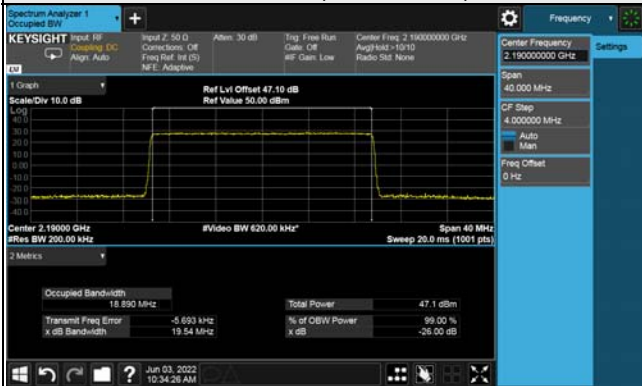 Spectrum Analyzer 1
Occupied BW
Frequency
KEYSIGHT
Input: RF
Coupling: DC
Align: Auto
Input Z: 50 Ω
Corrections: Off
Freq Ref: Int (S)
NFE: Adaptive
Atten: 30 dB
Trig: Free Run
Gate: Off
#IF Gain: Low
Center Freq: 2.190000000 GHz
Avg|Hold:>10/10
Radio Std: None
Center Frequency
2.190000000 GHz
Settings
Span
40.000 MHz
CF Step
4.000000 MHz
Auto
Man
Freq Offset
0 Hz
1 Graph
Scale/Div 10.0 dB
Ref Lvl Offset 47.10 dB
Ref Value 50.00 dBm
Log
40.0
30.0
20.0
10.0
0.00
-10.0
-20.0
-30.0
-40.0
Center 2.19000 GHz
#Video BW 620.00 kHz*
Span 40 MHz
#Res BW 200.00 kHz
Sweep 20.0 ms (1001 pts)
2 Metrics
Occupied Bandwidth
18.890 MHz
Total Power 47.1 dBm
Transmit Freq Error -5.693 kHz
% of OBW Power 99.00 %
x dB Bandwidth 19.54 MHz
x dB -26.00 dB
Jun 03, 2022
10:34:26 AM